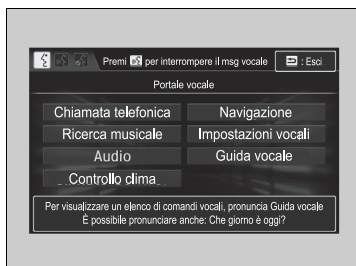 Premi per interrompere il msg vocale : Esci
Portale vocale
Chiamata telefonica Navigazione
Ricerca musicale Impostazioni vocali
Audio Guida vocale
Controllo clima
Per visualizzare un elenco di comandi vocali, pronuncia Guida vocale
È possibile pronunciare anche: Che giorno è oggi?